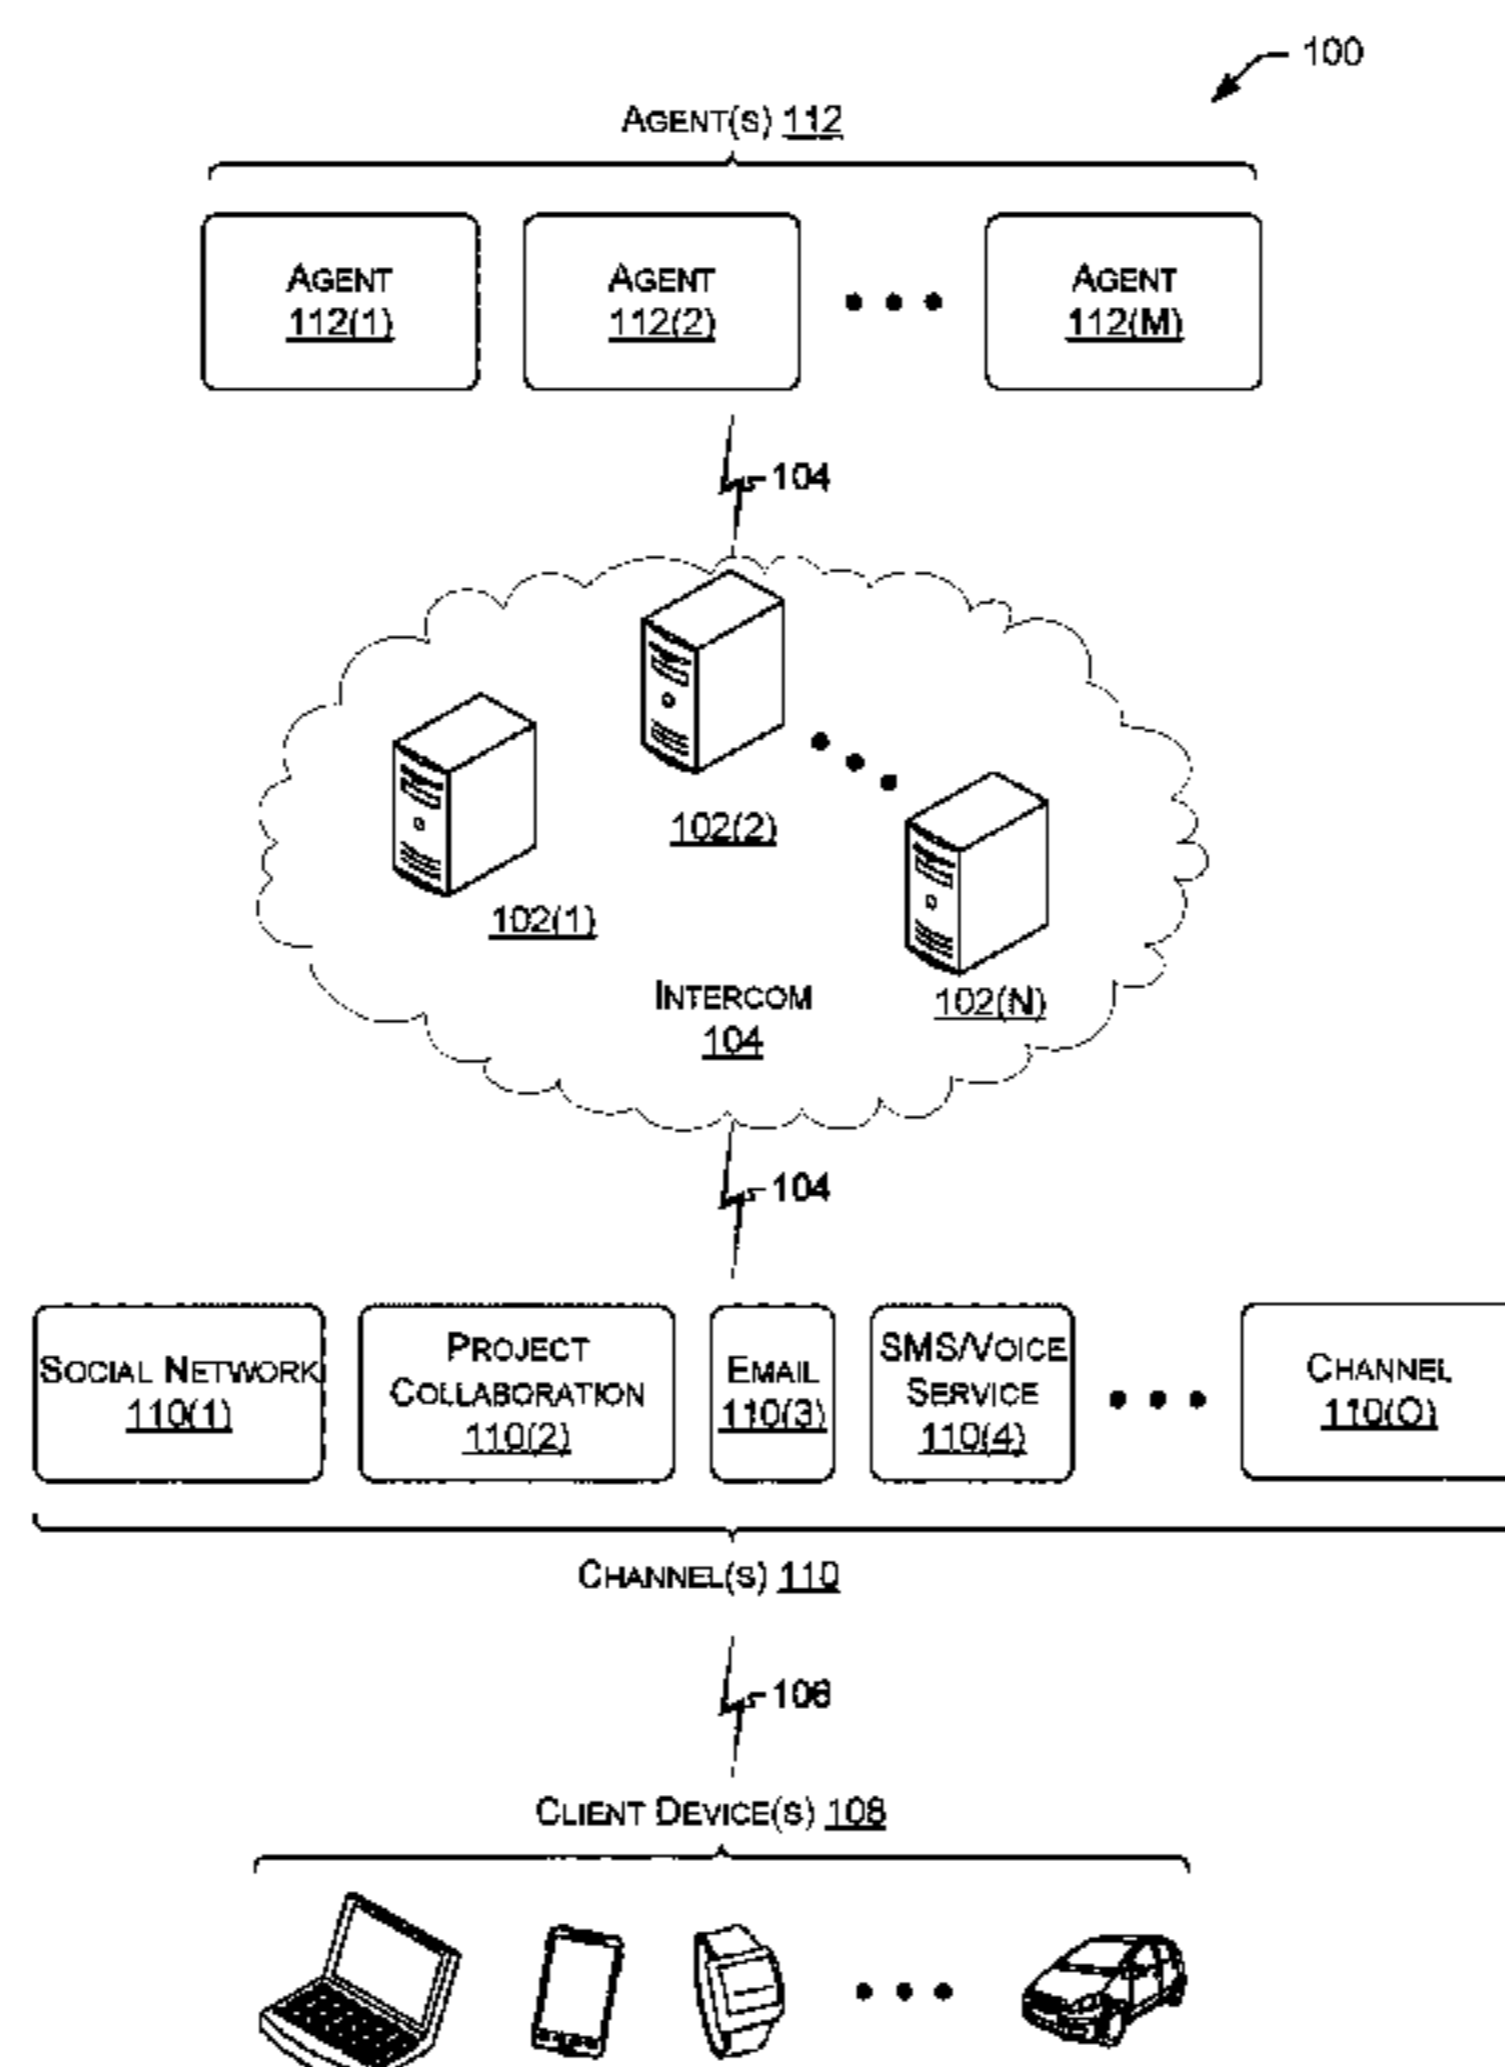 100
AGENT(S) 112
AGENT
112(1)
AGENT
112(2)
AGENT
112(M)
104
102(2)
102(1)
102(N)
INTERCOM
104
104
SOCIAL NETWORK
110(1)
PROJECT
COLLABORATION
110(2)
EMAIL
110(3)
SMS/VOICE
SERVICE
110(4)
CHANNEL
110(O)
CHANNEL(S) 110
106
CLIENT DEVICE(S) 108